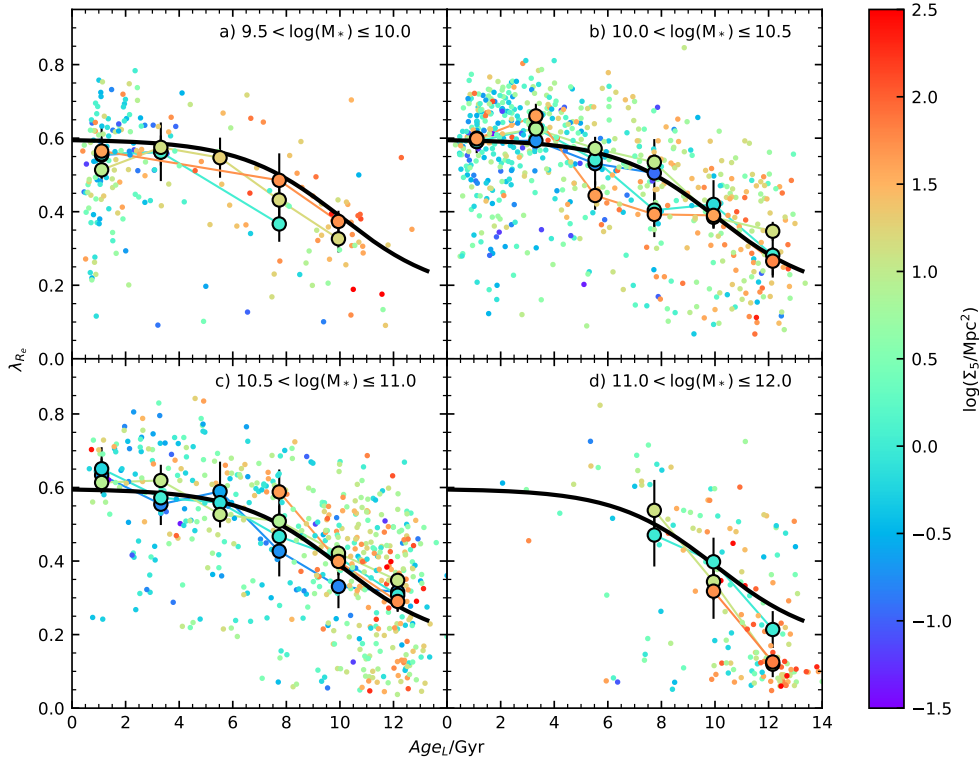 a) 9.5 < log(M∗) ≤ 10.0
b) 10.0 < log(M∗) ≤ 10.5
0.8
0.6
0.4
0.2
0.0
λRe
c) 10.5 < log(M∗) ≤ 11.0
d) 11.0 < log(M∗) ≤ 12.0
0.8
0.6
0.4
0.2
0.0
0 2 4 6 8 10 12
0 2 4 6 8 10 12 14
AgeL/Gyr
2.5
2.0
1.5
1.0
0.5
0.0
−0.5
−1.0
−1.5
log(Σ5/Mpc²)